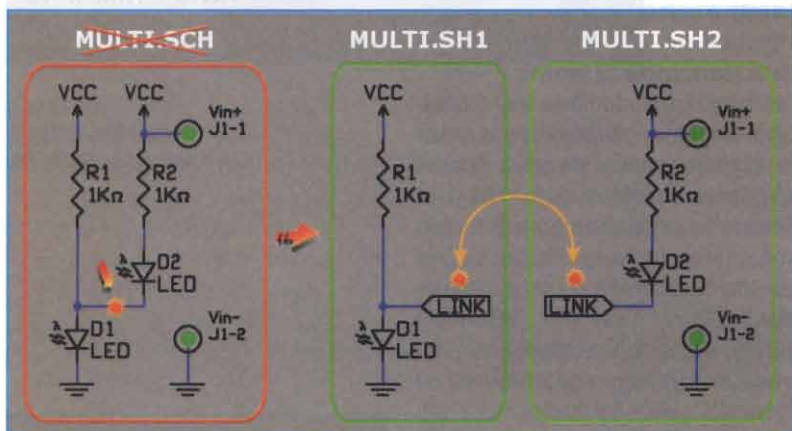 MULTI.SCH
VCC
VCC
Vin+
J1-1
R1
1KΩ
R2
1KΩ
D2
LED
D1
LED
Vin-
J1-2
MULTI.SH1
VCC
R1
1KΩ
LINK
D1
LED
MULTI.SH2
VCC
Vin+
J1-1
R2
1KΩ
D2
LED
LINK
Vin-
J1-2